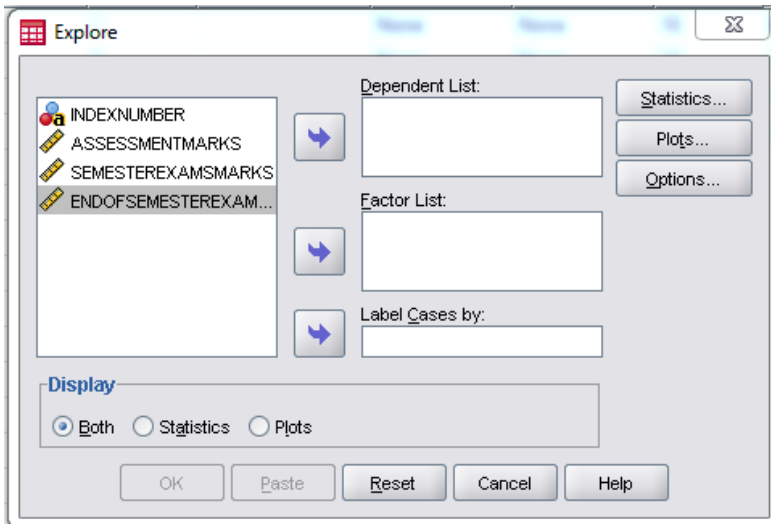 Explore
Dependent List:
INDEXNUMBER
ASSESSMENTMARKS
SEMESTEREXAMSMARKS
ENDOFSEMESTEREXAM...
Statistics...
Plots...
Options...
Factor List:
Label Cases by:
Display
Both Statistics Plots
OK Paste Reset Cancel Help